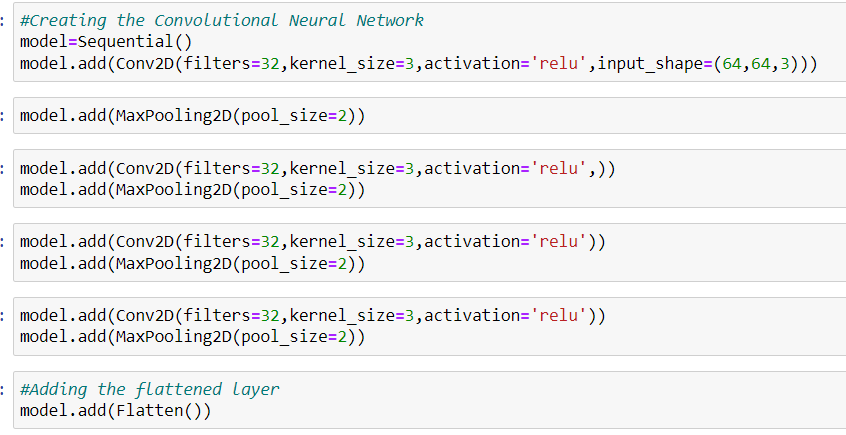 : #Creating the Convolutional Neural Network
model=Sequential()
model.add(Conv2D(filters=32,kernel_size=3,activation='relu',input_shape=(64,64,3)))
: model.add(MaxPooling2D(pool_size=2))
: model.add(Conv2D(filters=32,kernel_size=3,activation='relu',))
model.add(MaxPooling2D(pool_size=2))
: model.add(Conv2D(filters=32,kernel_size=3,activation='relu'))
model.add(MaxPooling2D(pool_size=2))
: model.add(Conv2D(filters=32,kernel_size=3,activation='relu'))
model.add(MaxPooling2D(pool_size=2))
: #Adding the flattened layer
model.add(Flatten())